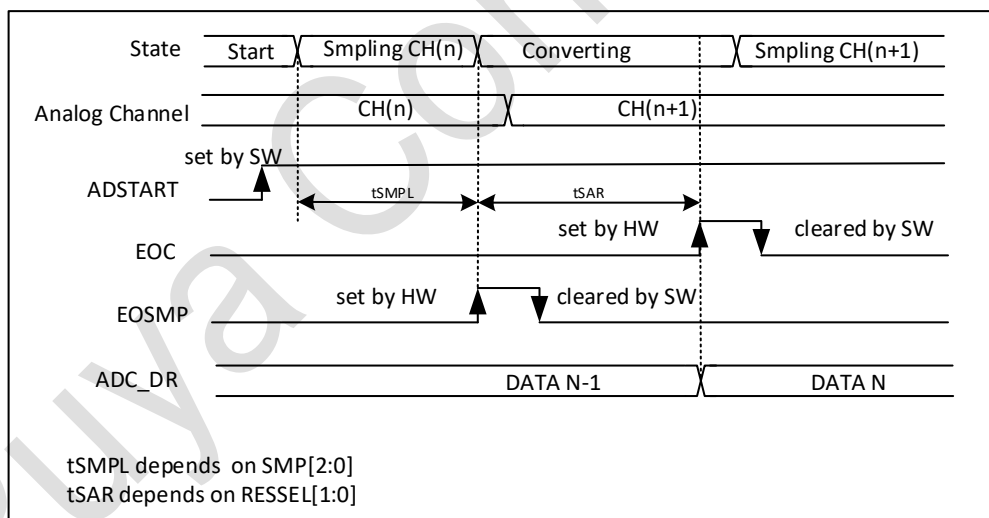 State Start Smpling CH(n) Converting Smpling CH(n+1)
Analog Channel CH(n) CH(n+1)
set by SW
ADSTART tSMPL tSAR
set by HW cleared by SW
EOC
set by HW cleared by SW
EOSMP
ADC_DR DATA N-1 DATA N
tSMPL depends on SMP[2:0]
tSAR depends on RESSEL[1:0]